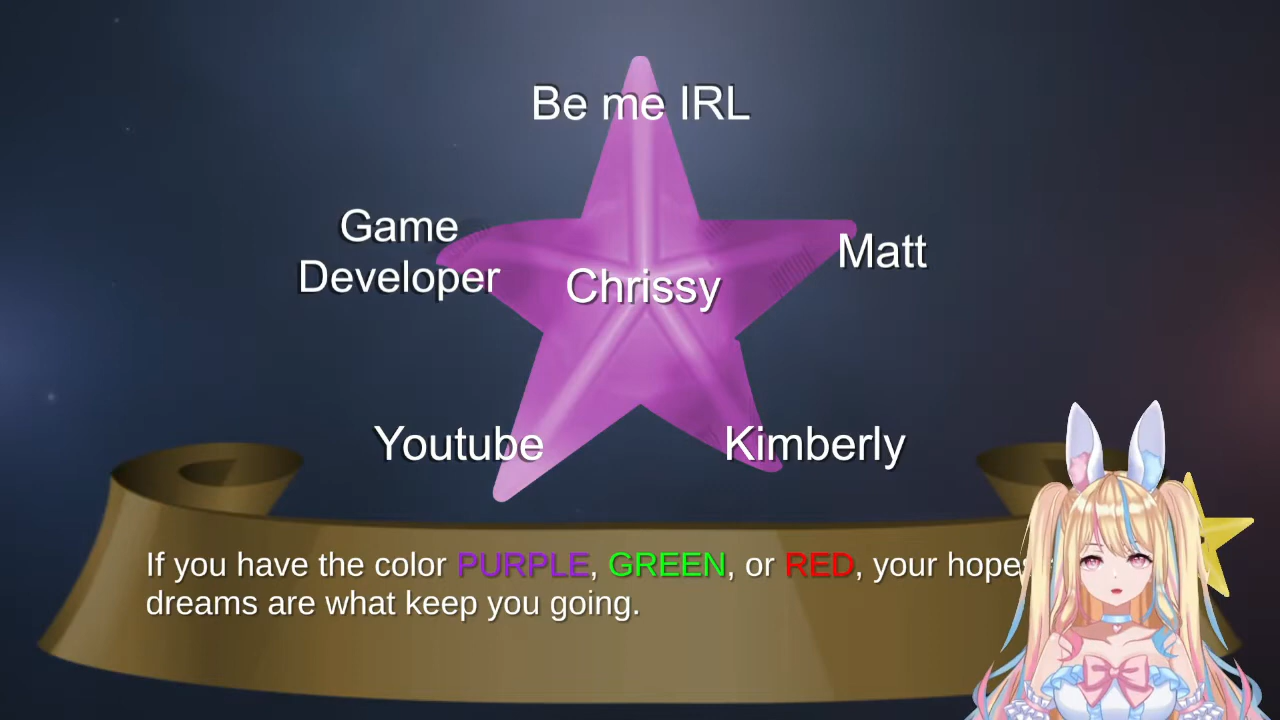 Be me IRL
Game
Developer
Matt
Chrissy
Youtube
Kimberly
If you have the color PURPLE, GREEN, or RED, your hopes
dreams are what keep you going.